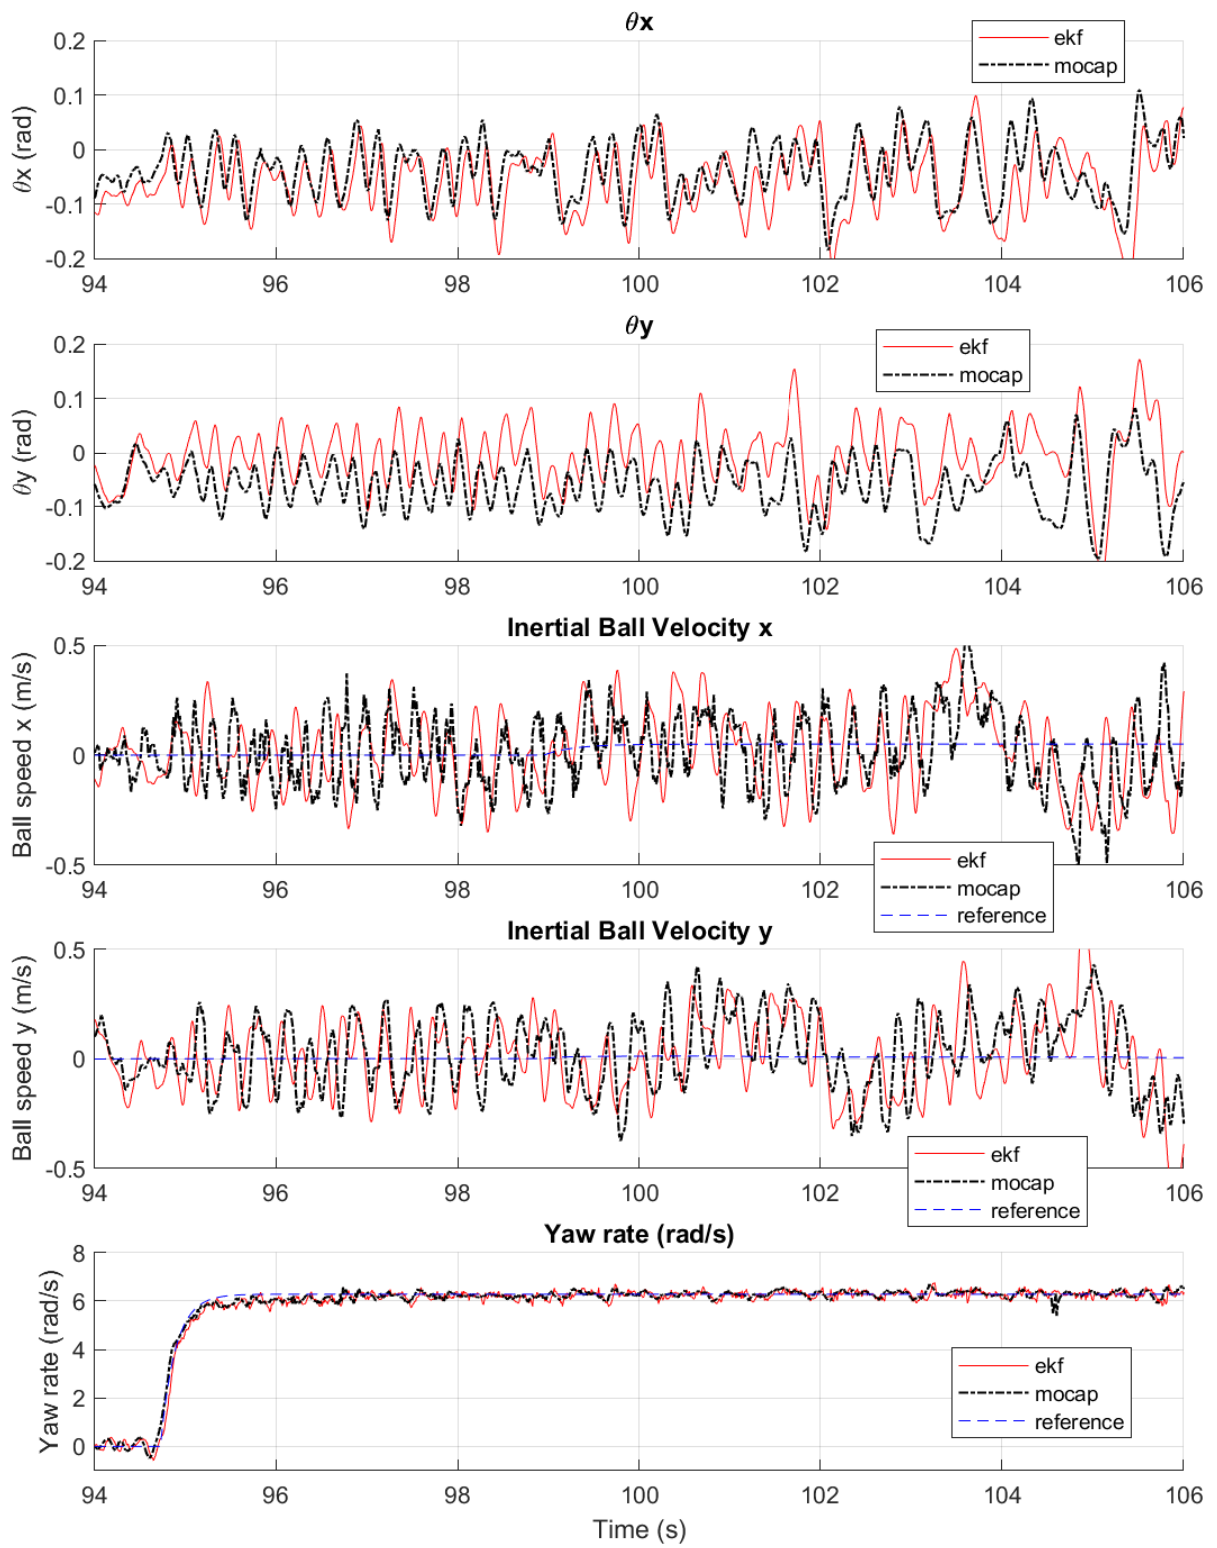 θx
ekf
mocap
θx (rad)
0.2
0.1
0
-0.1
-0.2
94
96
98
100
102
104
106
θy
ekf
mocap
θy (rad)
0.2
0.1
0
-0.1
-0.2
94
96
98
100
102
104
106
Inertial Ball Velocity x
Ball speed x (m/s)
0.5
0
-0.5
94
96
98
100
102
104
106
ekf
mocap
reference
Inertial Ball Velocity y
Ball speed y (m/s)
0.5
0
-0.5
94
96
98
100
102
104
106
ekf
mocap
reference
Yaw rate (rad/s)
Yaw rate (rad/s)
8
6
4
2
0
ekf
mocap
reference
94
96
98
100
102
104
106
Time (s)